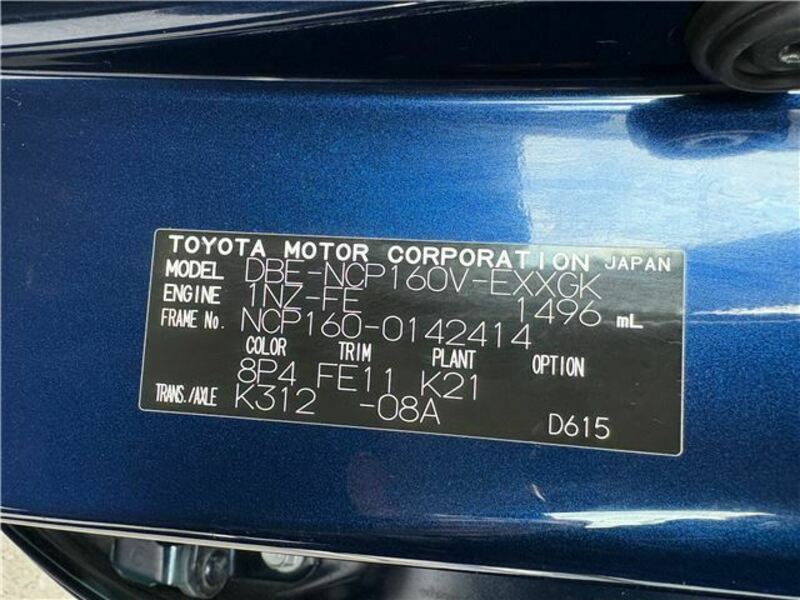 TOYOTA MOTOR CORPORATION JAPAN
MODEL DBE-NCP160V-EXXGK
ENGINE 1NZ-FE 1496 mL
FRAME No. NCP160-0142414
COLOR TRIM PLANT OPTION
8P4 FE11 K21
TRANS./AXLE K312 -08A D615